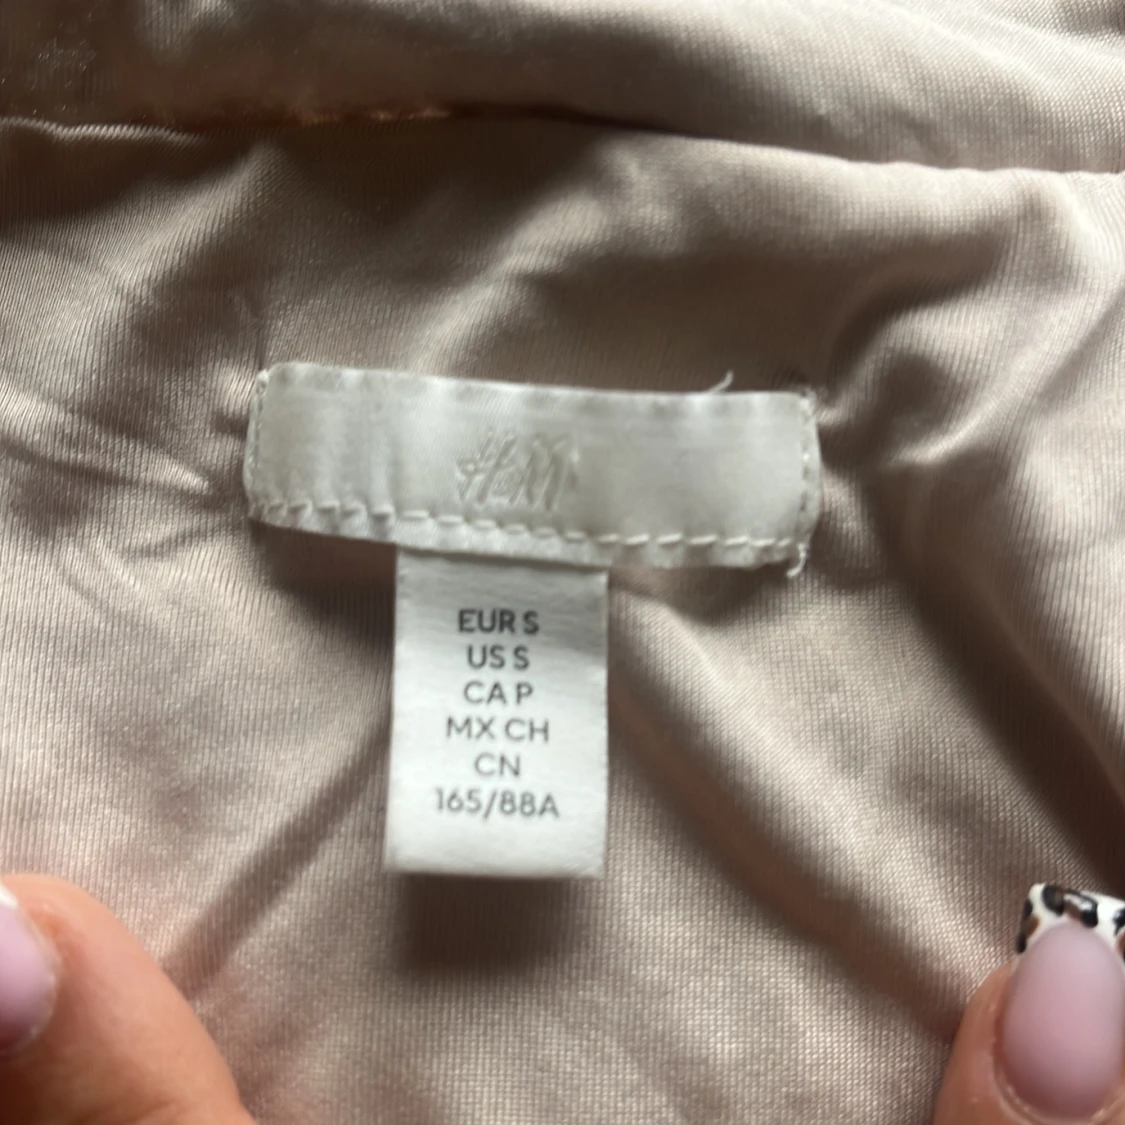 H&M
EUR S
US S
CA P
MX CH
CN
165/88A